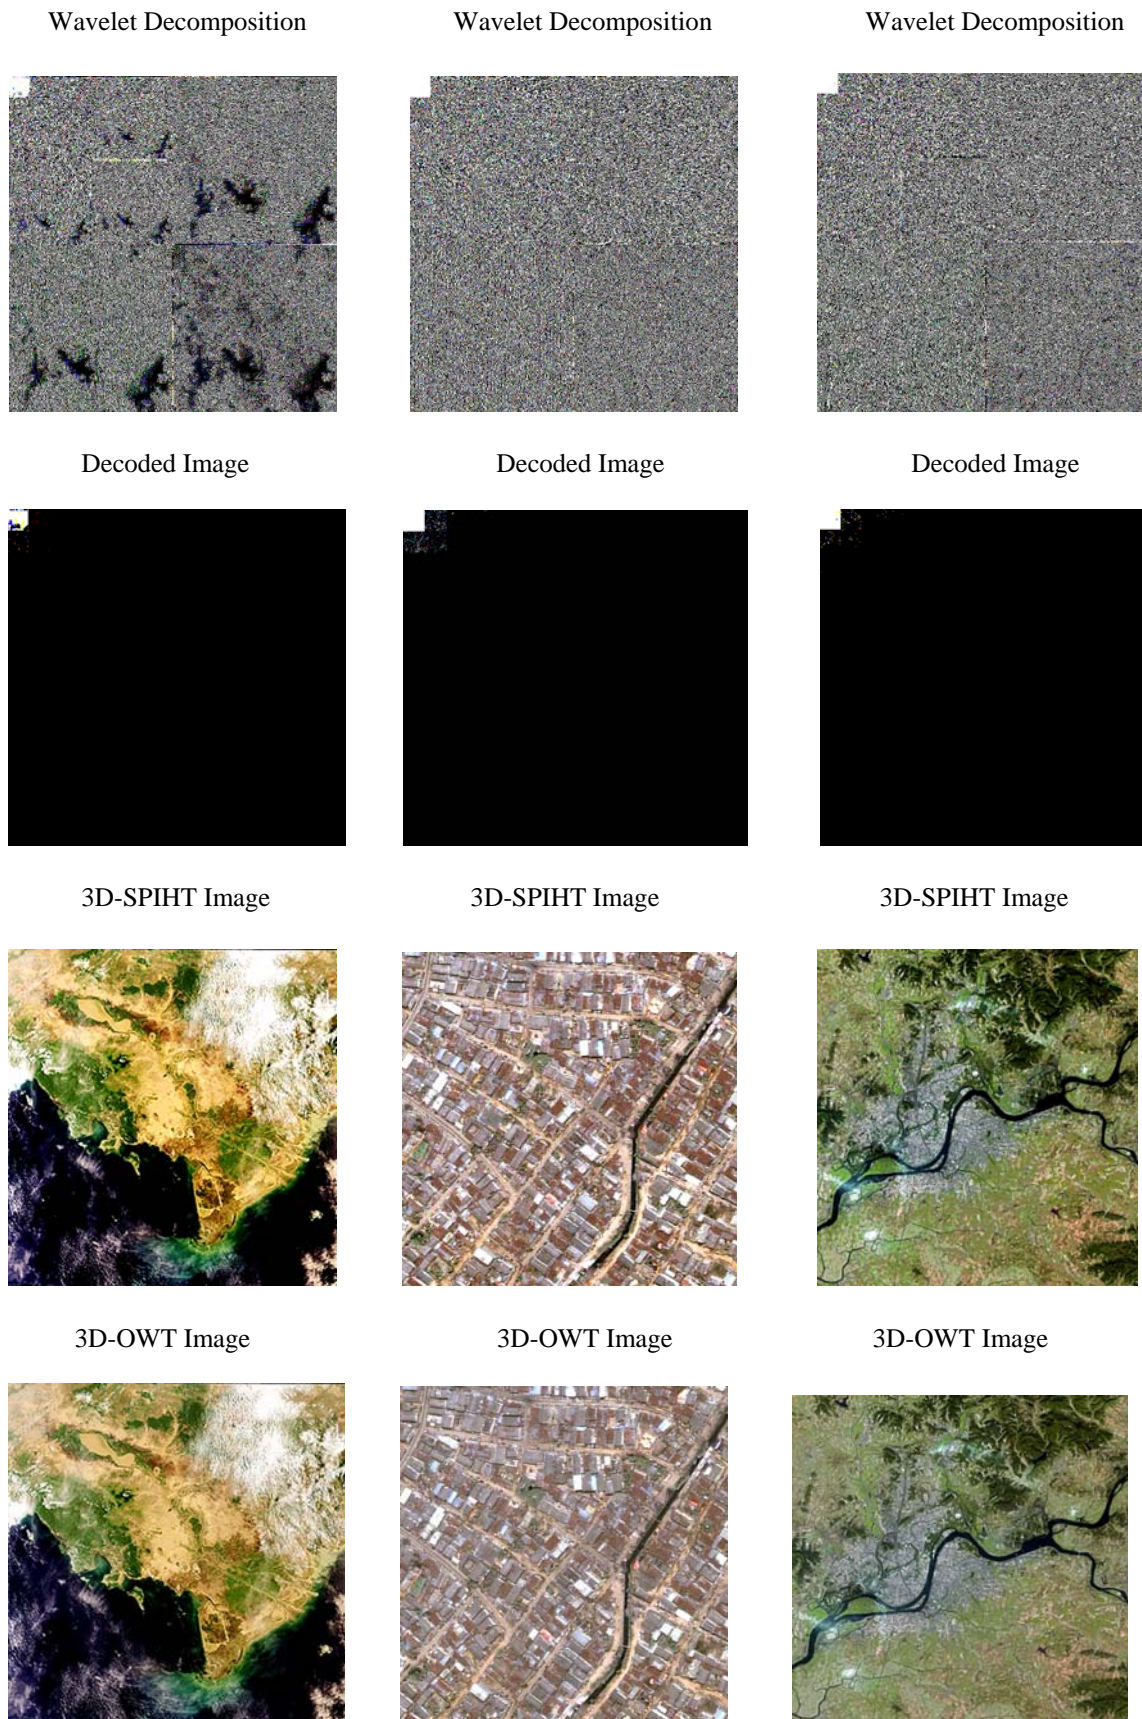 Wavelet Decomposition Wavelet Decomposition Wavelet Decomposition
Decoded Image Decoded Image Decoded Image
3D-SPIHT Image 3D-SPIHT Image 3D-SPIHT Image
3D-OWT Image 3D-OWT Image 3D-OWT Image